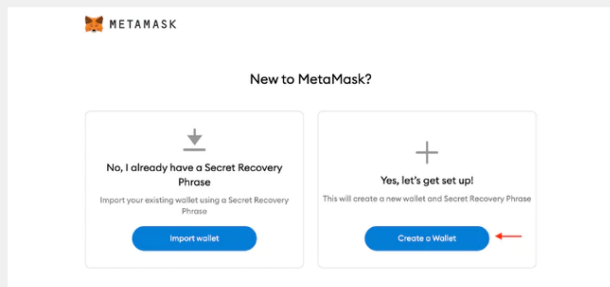 METAMASK
New to MetaMask?
No, I already have a Secret Recovery
Phrase
Import your existing wallet using a Secret Recovery
Phrase
Import wallet
Yes, let's get set up!
This will create a new wallet and Secret Recovery Phrase
Create a Wallet